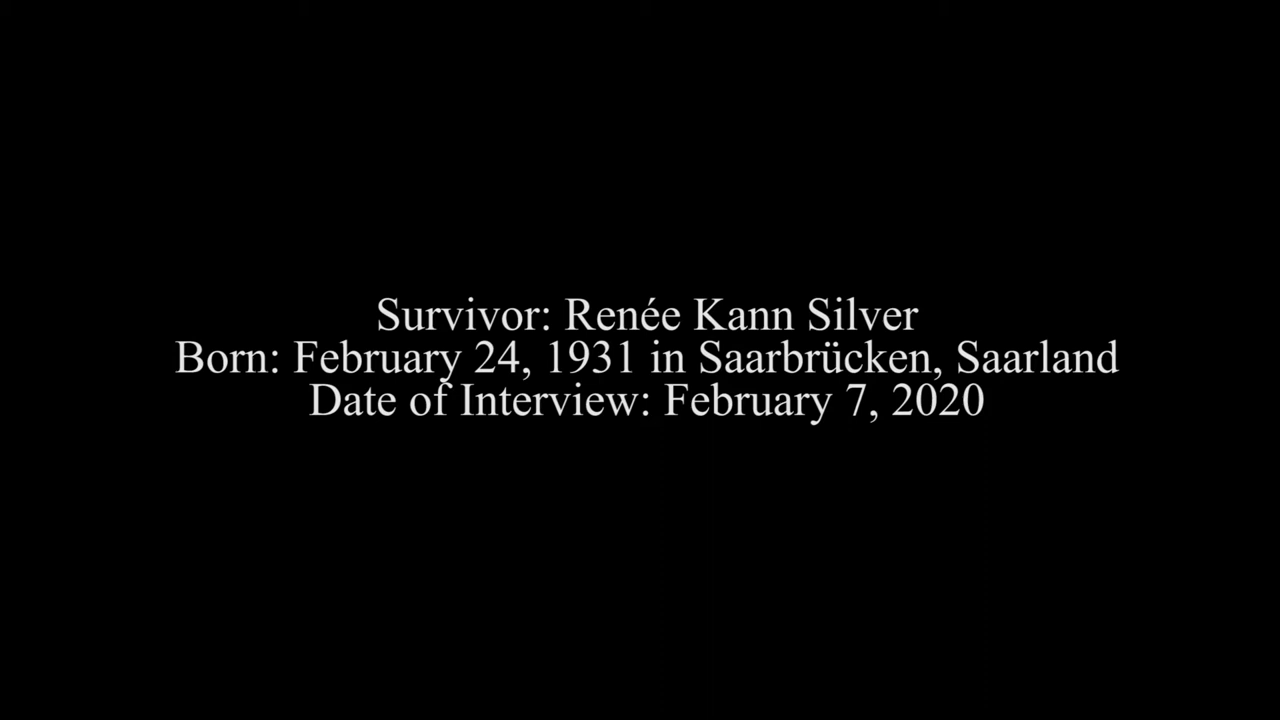 Survivor: Renée Kann Silver
Born: February 24, 1931 in Saarbrücken, Saarland
Date of Interview: February 7, 2020